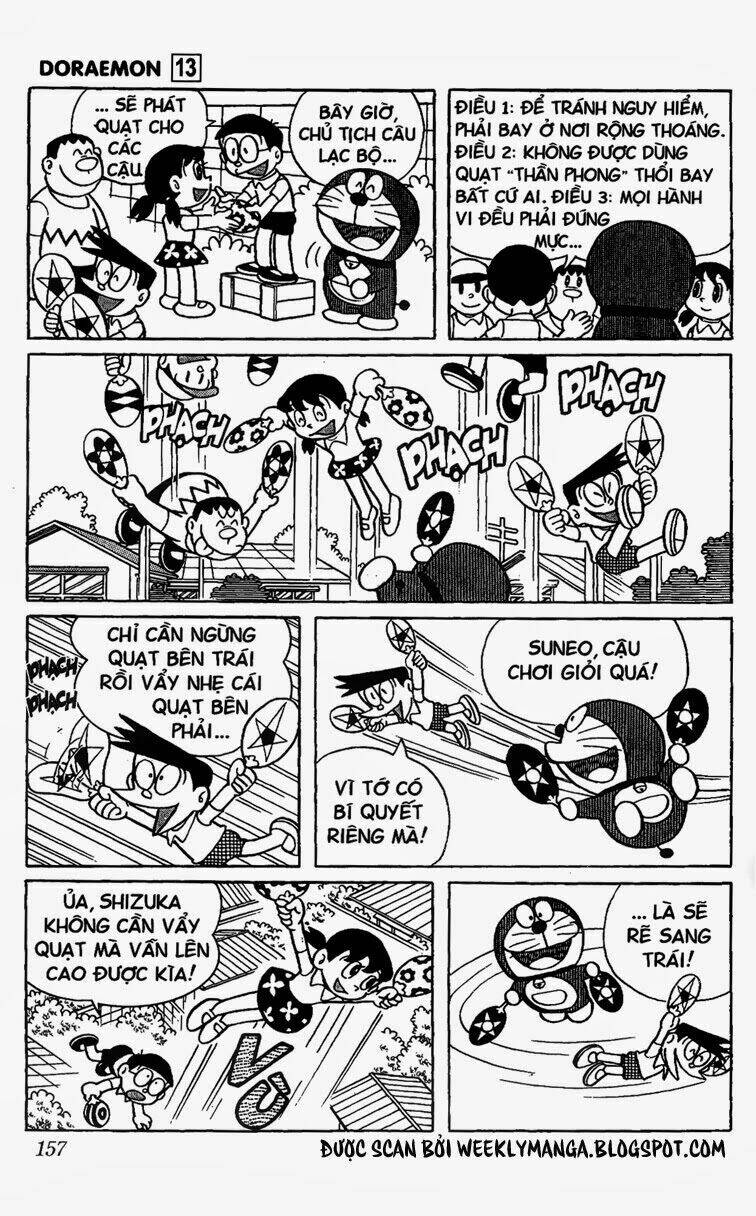 DORAEMON 13
ĐIỀU 1: ĐỂ TRÁNH NGUY HIỂM,
PHẢI BAY Ở NƠI RỘNG THOÁNG.
ĐIỀU 2: KHÔNG ĐƯỢC DÙNG
QUẠT "THẦN PHONG" THỔI BAY
BẤT CỨ AI. ĐIỀU 3: MỌI HÀNH
VI ĐỀU PHẢI ĐÚNG
MỰC...
BÂY GIỜ,
CHỦ TỊCH CÂU
LẠC BỘ...
... SẼ PHÁT
QUẠT CHO
CÁC
CẬU.
PHẠCH
PHẠCH
PHẠCH
SUNEO, CẬU
CHƠI GIỎI QUÁ!
VÌ TỚ CÓ
BÍ QUYẾT
RIÊNG MÀ!
CHỈ CẦN NGỪNG
QUẠT BÊN TRÁI
RỒI VẨY NHẸ CÁI
QUẠT BÊN
PHẢI...
PHẠCH
PHẠCH
... LÀ SẼ
RẼ SANG
TRÁI!
ỦA, SHIZUKA
KHÔNG CẦN VẨY
QUẠT MÀ VẪN LÊN
CAO ĐƯỢC KÌA!
VÙ
157
ĐƯỢC SCAN BỞI WEEKLYMANGA.BLOGSPOT.COM